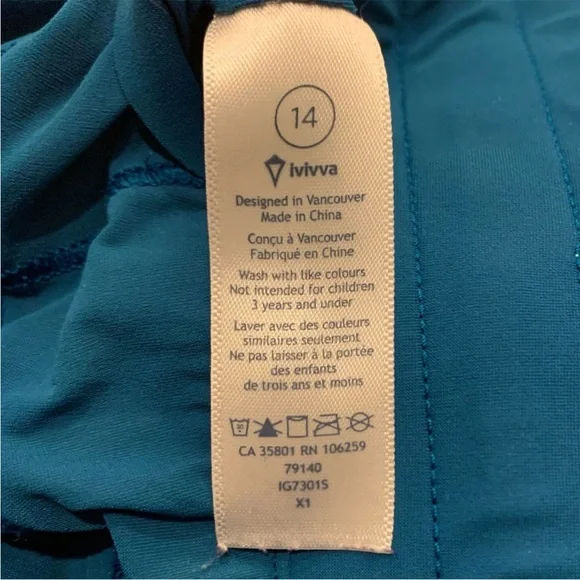 14
ivivva
Designed in Vancouver
Made in China
Conçu à Vancouver
Fabriqué en Chine
Wash with like colours
Not intended for children
3 years and under
Laver avec des couleurs
similaires seulement
Ne pas laisser à la portée
des enfants
de trois ans et moins
CA 35801 RN 106259
79140
IG7301S
X1